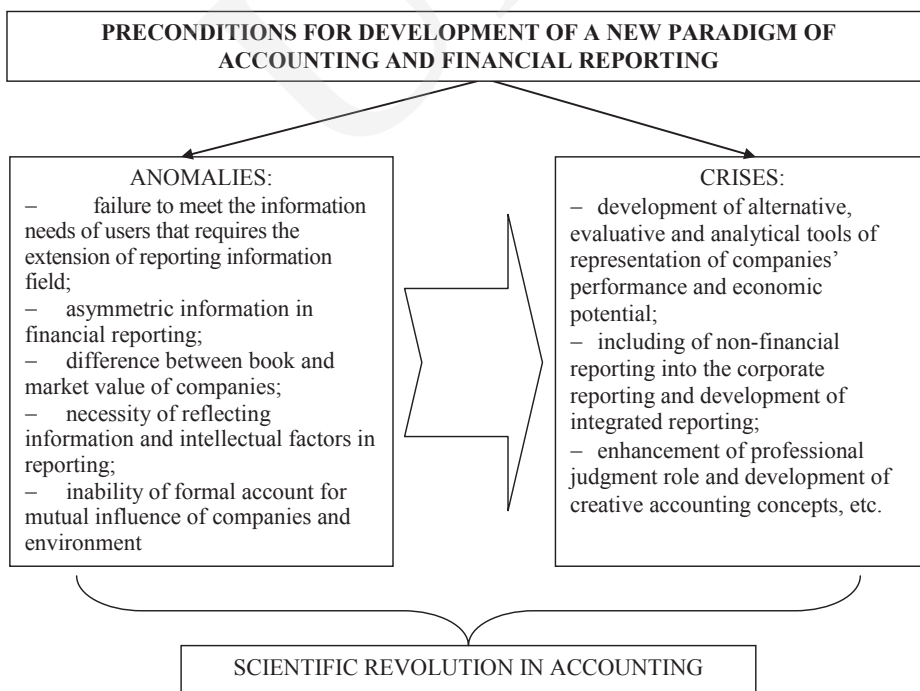 PRECONDITIONS FOR DEVELOPMENT OF A NEW PARADIGM OF
ACCOUNTING AND FINANCIAL REPORTING
ANOMALIES:
– failure to meet the information
needs of users that requires the
extension of reporting information
field;
– asymmetric information in
financial reporting;
– difference between book and
market value of companies;
– necessity of reflecting
information and intellectual factors in
reporting;
– inability of formal account for
mutual influence of companies and
environment
CRISES:
– development of alternative,
evaluative and analytical tools of
representation of companies’
performance and economic
potential;
– including of non-financial
reporting into the corporate
reporting and development of
integrated reporting;
– enhancement of professional
judgment role and development of
creative accounting concepts, etc.
SCIENTIFIC REVOLUTION IN ACCOUNTING